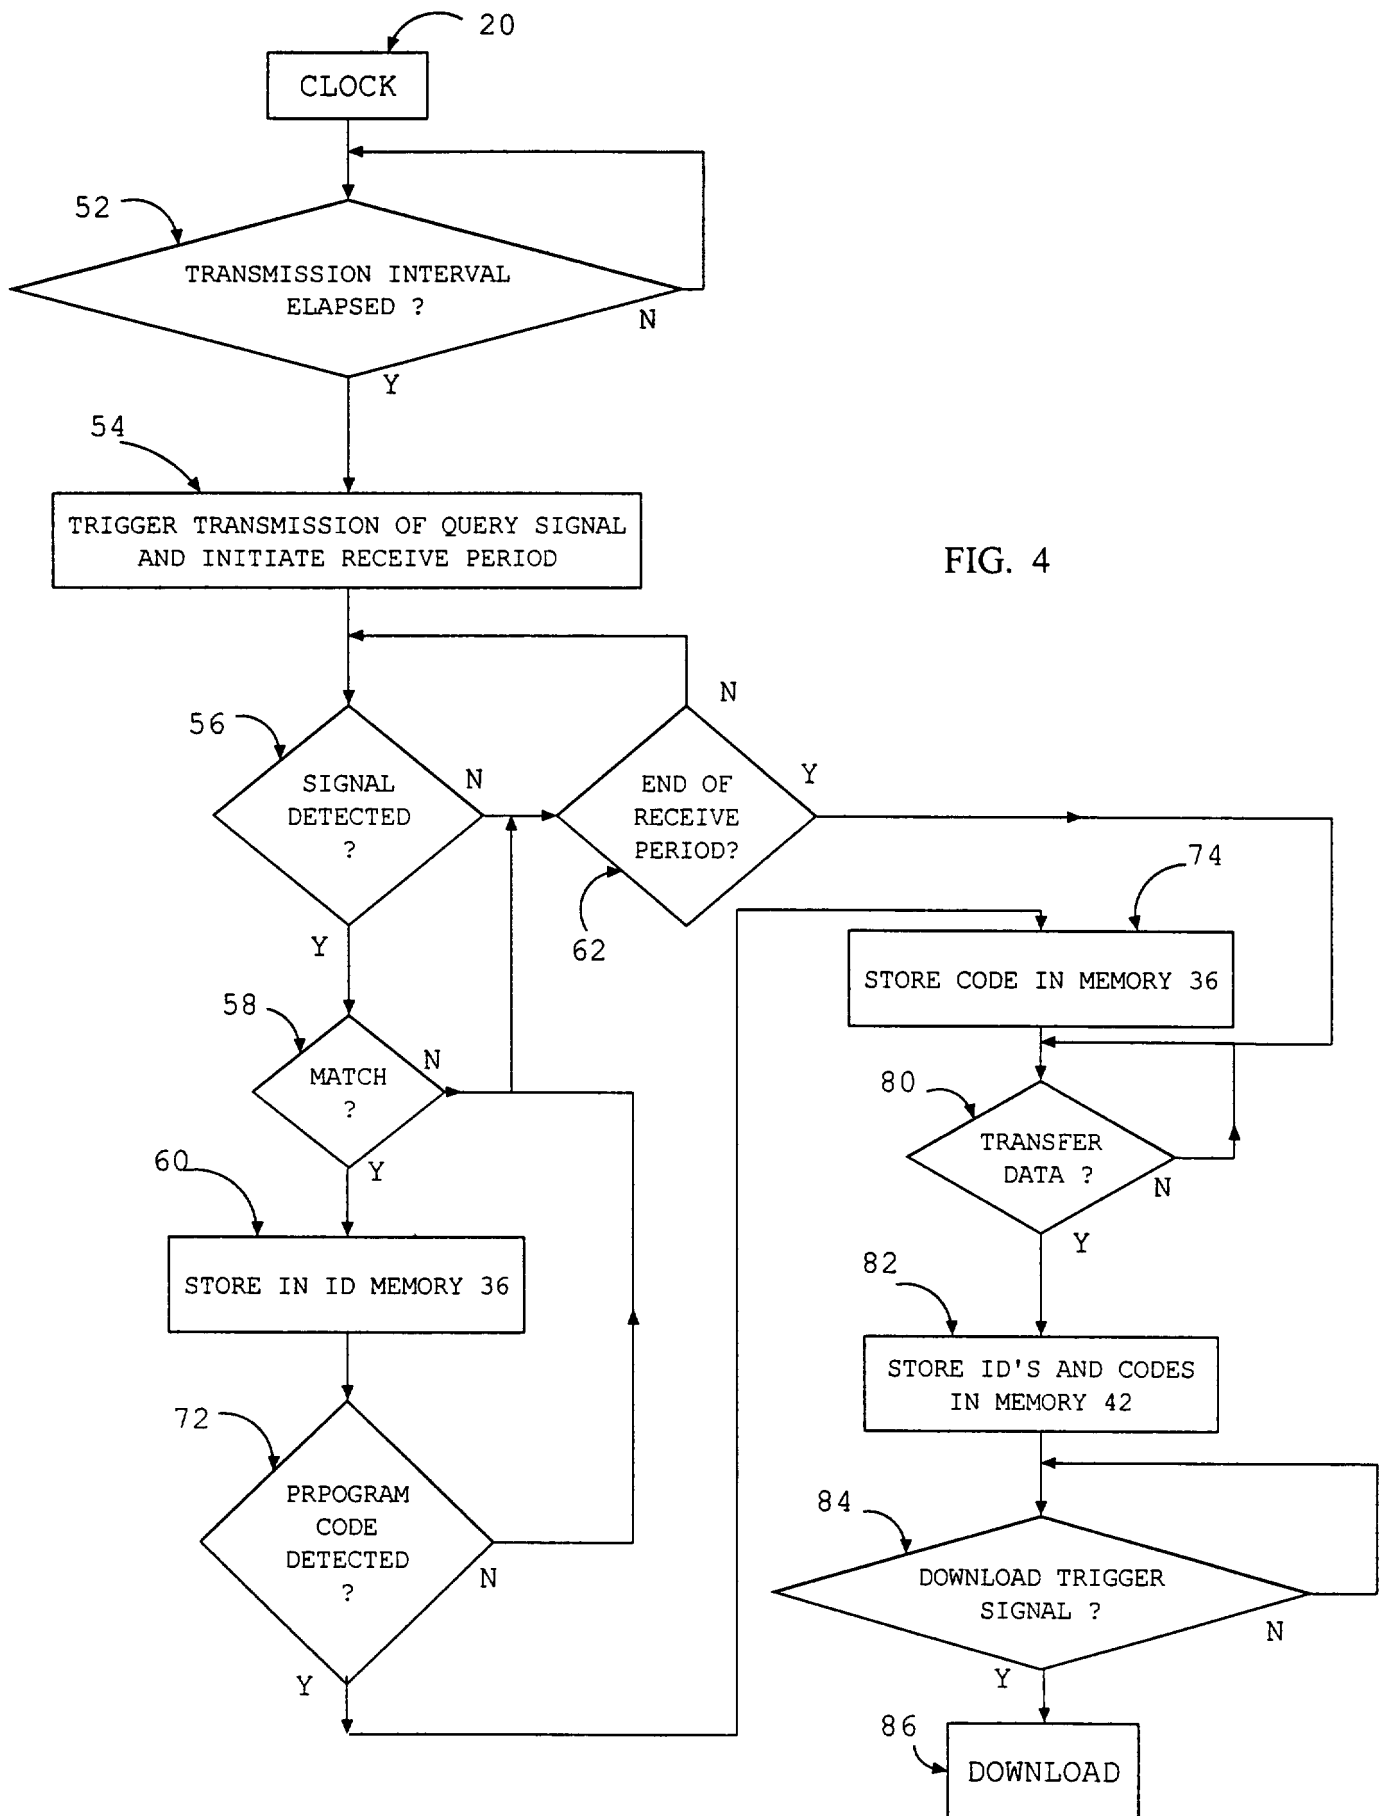 20
CLOCK
52
TRANSMISSION INTERVAL
ELAPSED ?
N
Y
54
TRIGGER TRANSMISSION OF QUERY SIGNAL
AND INITIATE RECEIVE PERIOD
FIG. 4
56
SIGNAL
DETECTED
?
N
Y
END OF
RECEIVE
PERIOD?
N
Y
62
58
MATCH
?
N
Y
60
STORE IN ID MEMORY 36
72
PRPOGRAM
CODE
DETECTED
?
N
Y
74
STORE CODE IN MEMORY 36
80
TRANSFER
DATA ?
N
Y
82
STORE ID'S AND CODES
IN MEMORY 42
84
DOWNLOAD TRIGGER
SIGNAL ?
N
Y
86
DOWNLOAD